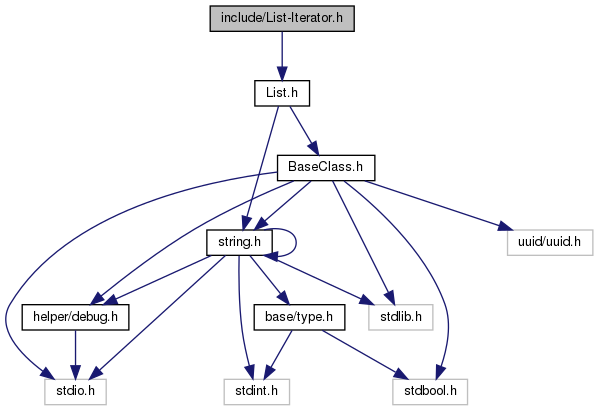 include/List-Iterator.h
List.h
BaseClass.h
string.h
uuid/uuid.h
helper/debug.h
base/type.h
stdlib.h
stdio.h
stdint.h
stdbool.h